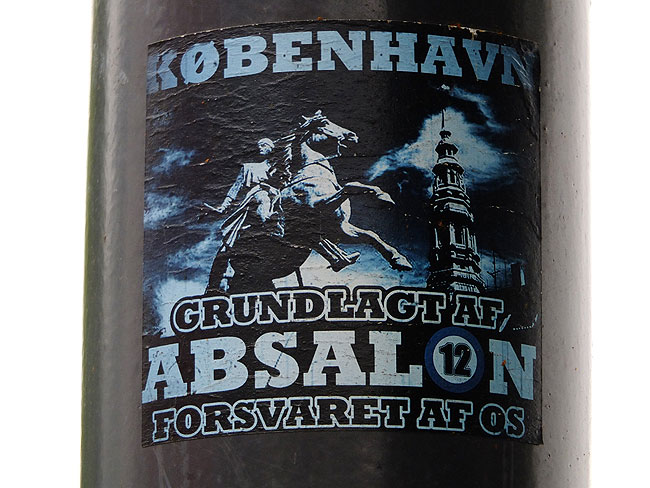 KØBENHAVN
GRUNDLAGT AF
ABSALON
12
FORSVARET AF OS